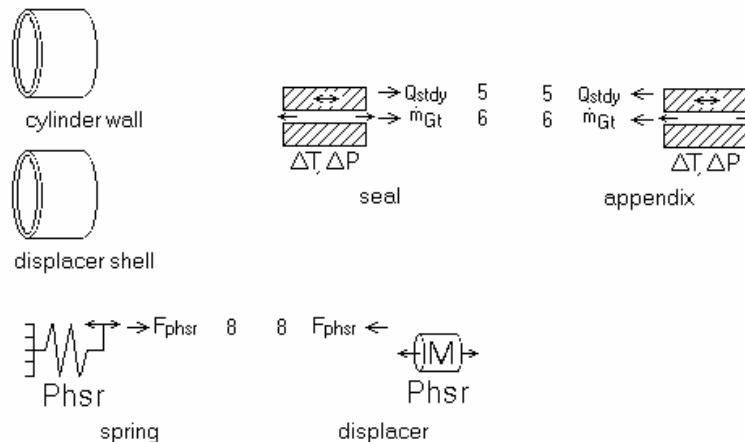 cylinder wall
displacer shell
Qstdy 5 5 Qstdy
ṁGt 6 6 ṁGt
ΔT, ΔP ΔT, ΔP
seal appendix
Fphsr 8 8 Fphsr
M
Phsr Phsr
spring displacer